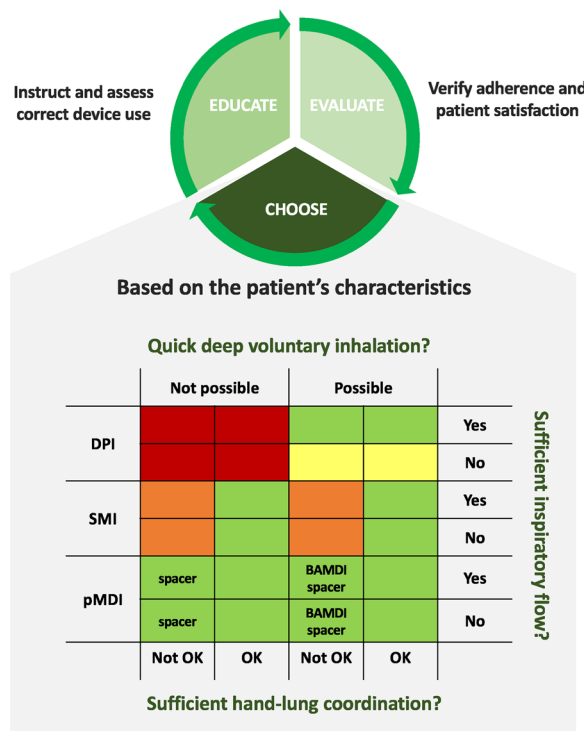 Instruct and assess
correct device use
EDUCATE
EVALUATE
Verify adherence and
patient satisfaction
CHOOSE
Based on the patient's characteristics
Quick deep voluntary inhalation?
Not possible
Possible
DPI
Yes
No
SMI
Yes
No
pMDI
spacer
BAMDI
spacer
Yes
spacer
BAMDI
spacer
No
Not OK
OK
Not OK
OK
Sufficient inspiratory flow?
Sufficient hand-lung coordination?